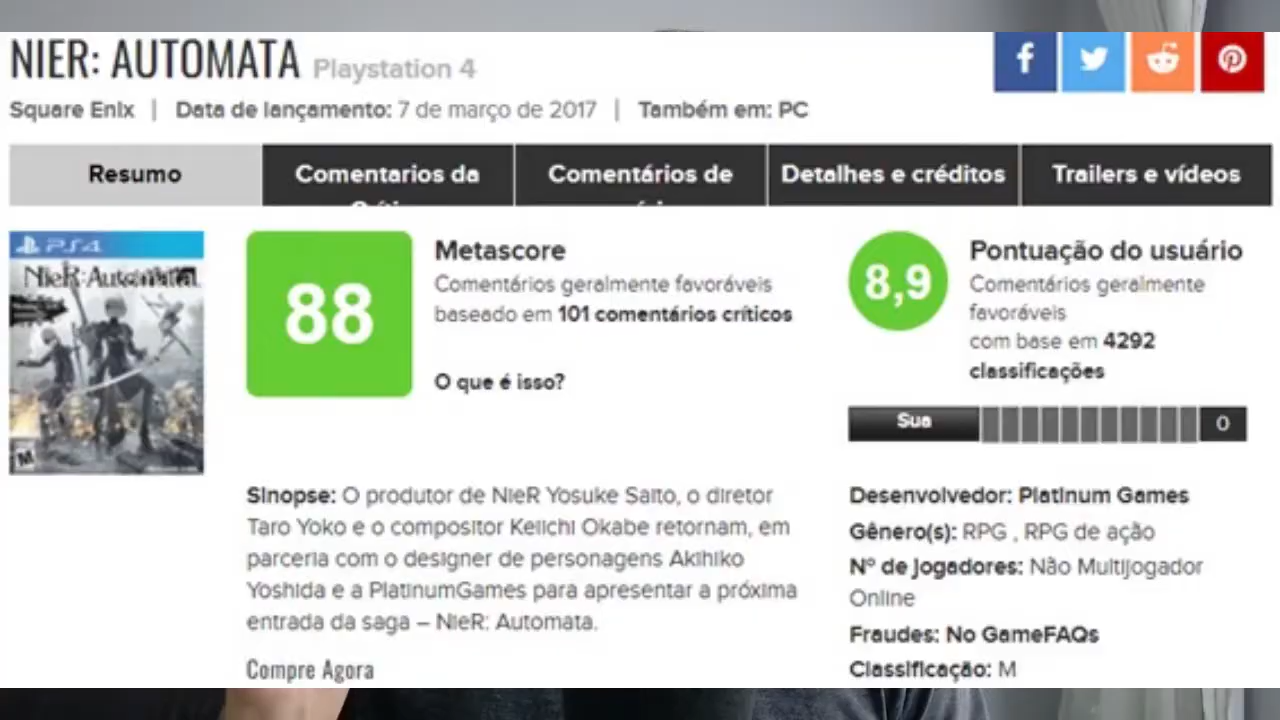 NIER: AUTOMATA Playstation 4
Square Enix | Data de lançamento: 7 de março de 2017 | Também em: PC
Resumo
Comentarios da
Comentários de
Detalhes e créditos
Trailers e vídeos
PS4
NieR:Automata
M
88
Metascore
Comentários geralmente favoráveis
baseado em 101 comentários críticos
O que é isso?
8,9
Pontuação do usuário
Comentários geralmente
favoráveis
com base em 4292
classificações
Sua
0
Sinopse: O produtor de NieR Yosuke Saito, o diretor
Taro Yoko e o compositor Keiichi Okabe retornam, em
parceria com o designer de personagens Akihiko
Yoshida e a PlatinumGames para apresentar a próxima
entrada da saga – NieR: Automata.
Compre Agora
Desenvolvedor: Platinum Games
Gênero(s): RPG , RPG de ação
Nº de Jogadores: Não Multijogador
Online
Fraudes: No GameFAQs
Classificação: M